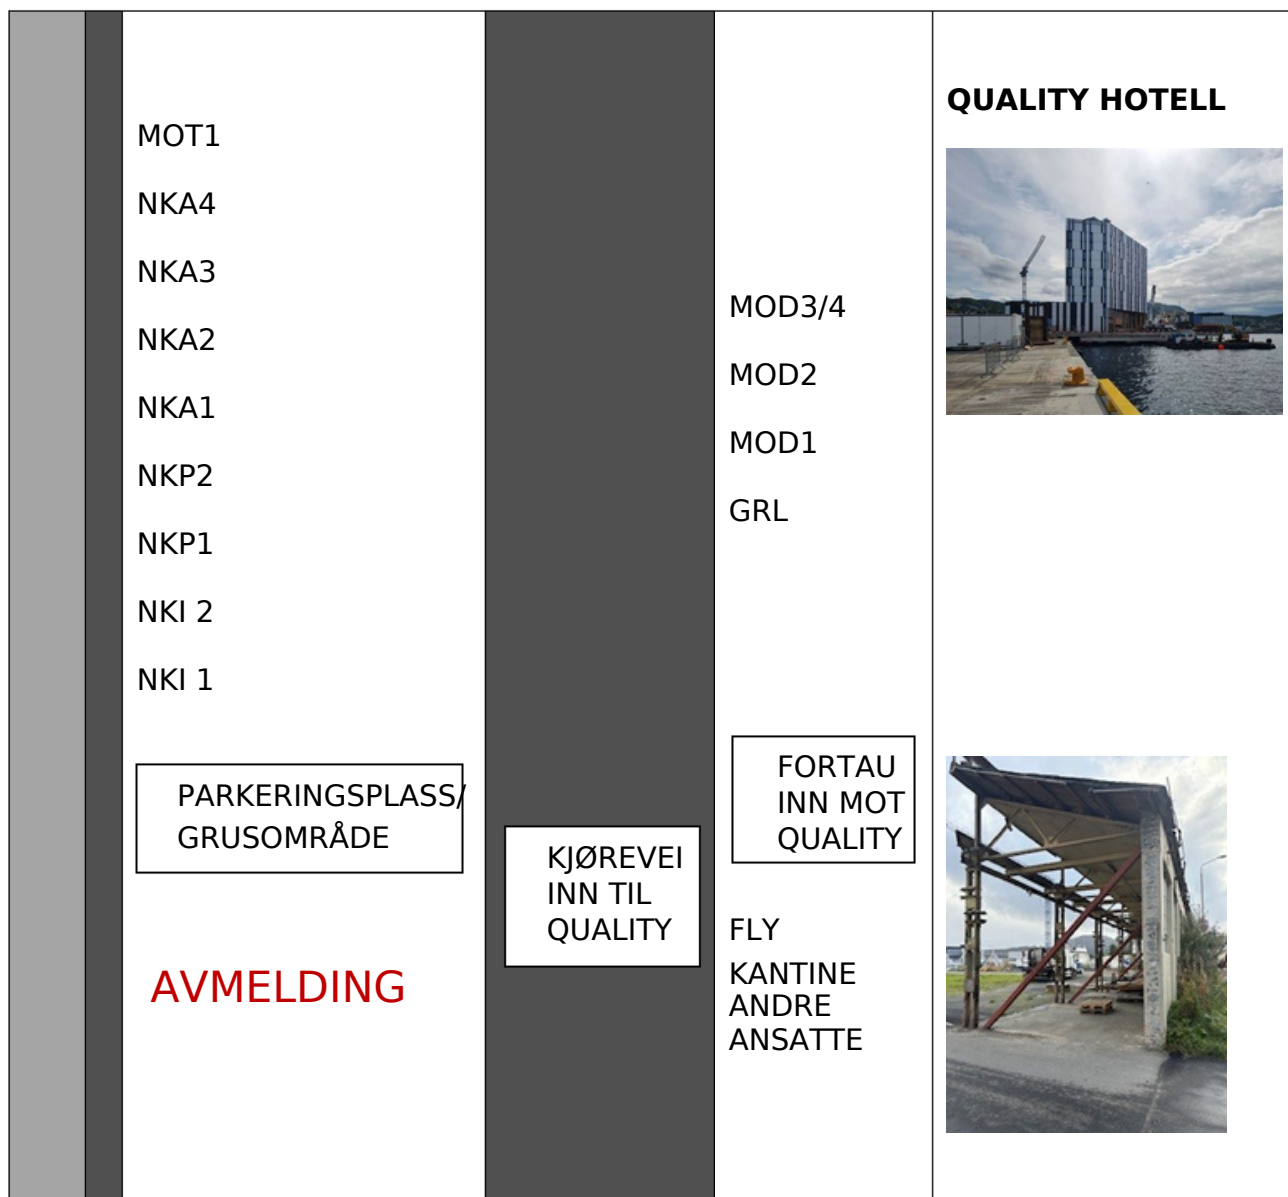 MOT1
NKA4
NKA3
NKA2
NKA1
NKP2
NKP1
NKI 2
NKI 1
PARKERINGSPLASS/
GRUSOMRÅDE
AVMELDING
KJØREVEI
INN TIL
QUALITY
MOD3/4
MOD2
MOD1
GRL
FORTAU
INN MOT
QUALITY
FLY
KANTINE
ANDRE
ANSATTE
QUALITY HOTELL